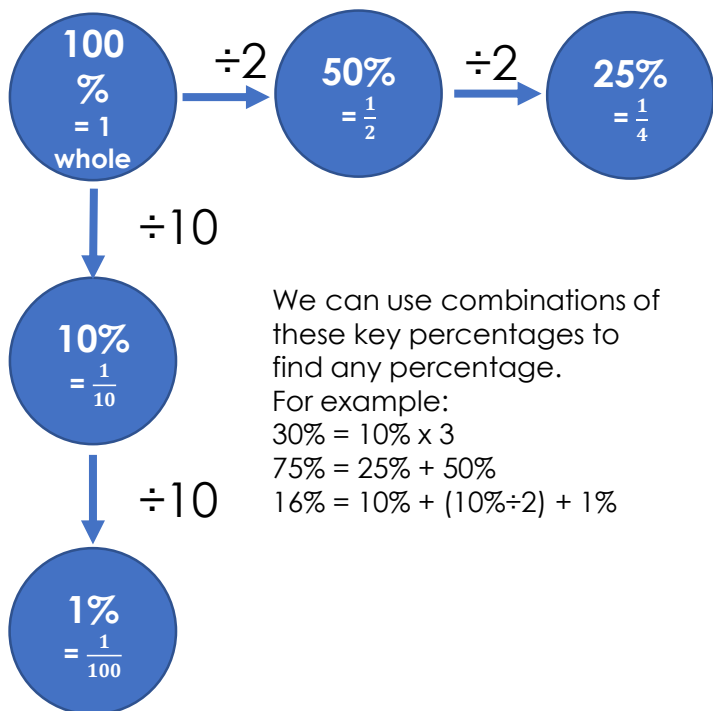 100
%
= 1
whole
÷2
50%
= 1/2
÷2
25%
= 1/4
÷10
10%
= 1/10
We can use combinations of
these key percentages to
find any percentage.
For example:
30% = 10% x 3
75% = 25% + 50%
16% = 10% + (10%÷2) + 1%
÷10
1%
= 1/100